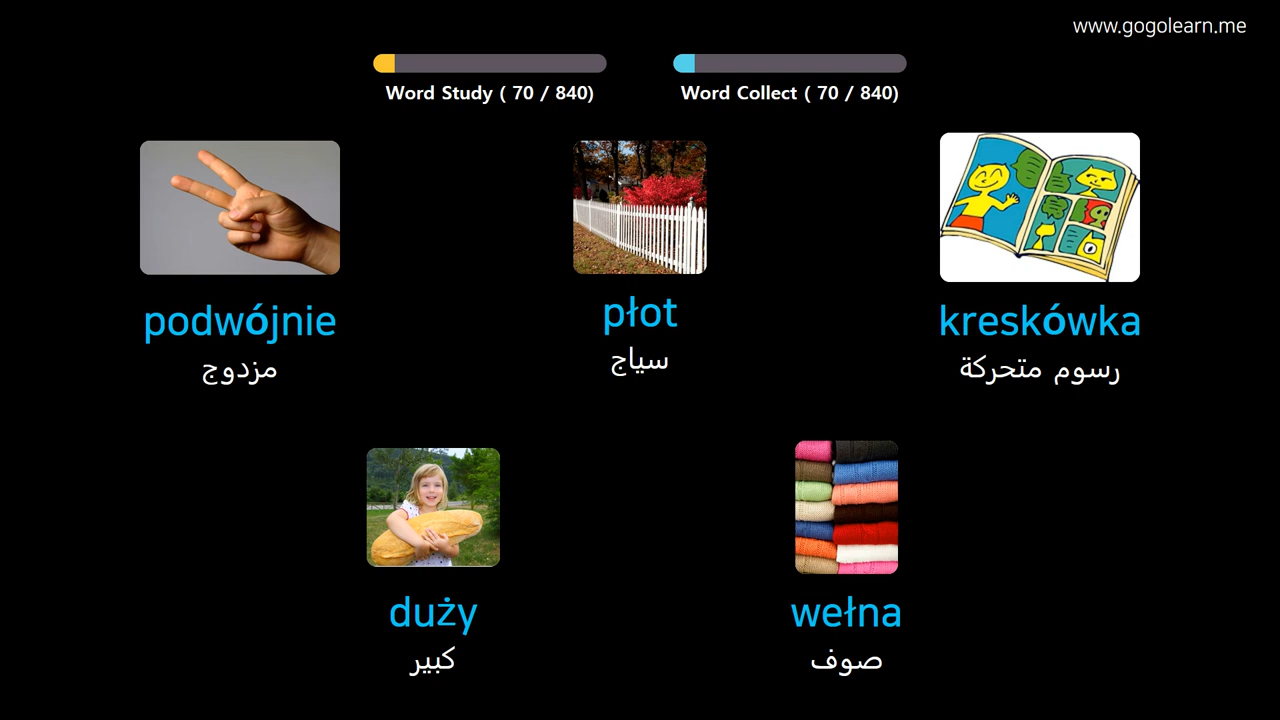 www.gogolearn.me
Word Study ( 70 / 840)
Word Collect ( 70 / 840)
podwójnie
مزدوج
płot
سياج
kreskówka
رسوم متحركة
duży
كبير
wełna
صوف